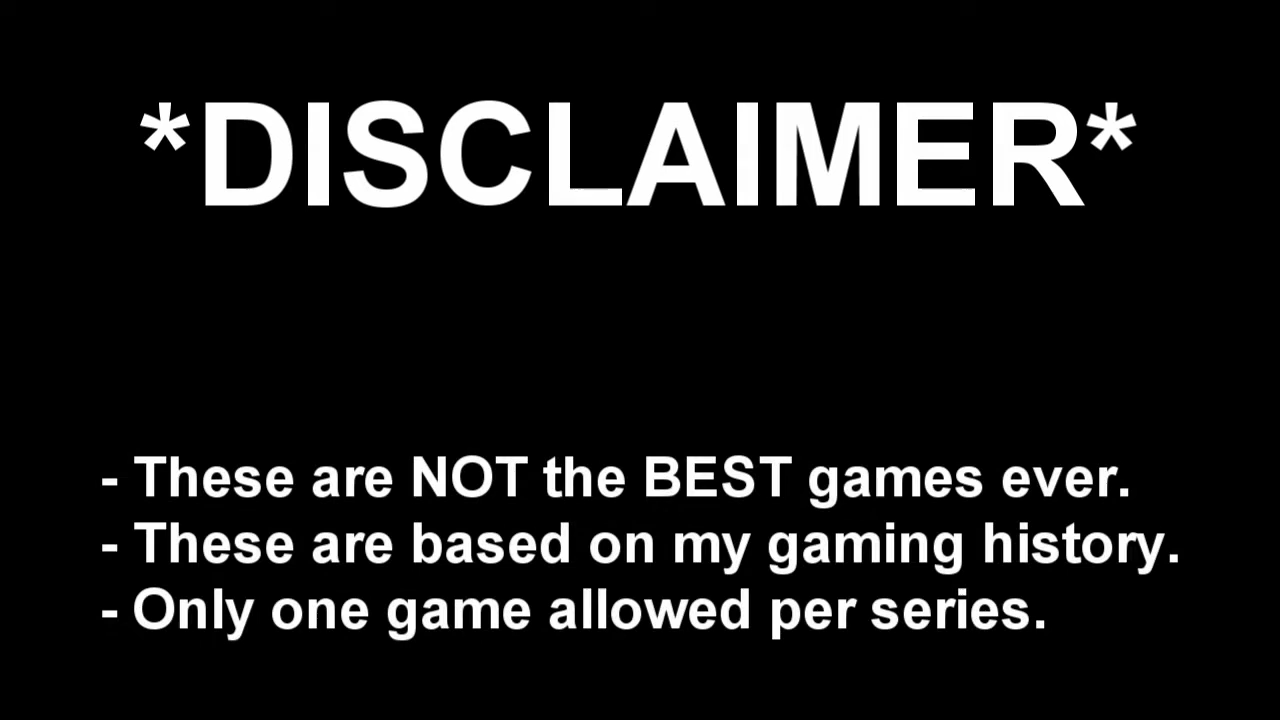 *DISCLAIMER*
- These are NOT the BEST games ever.
- These are based on my gaming history.
- Only one game allowed per series.